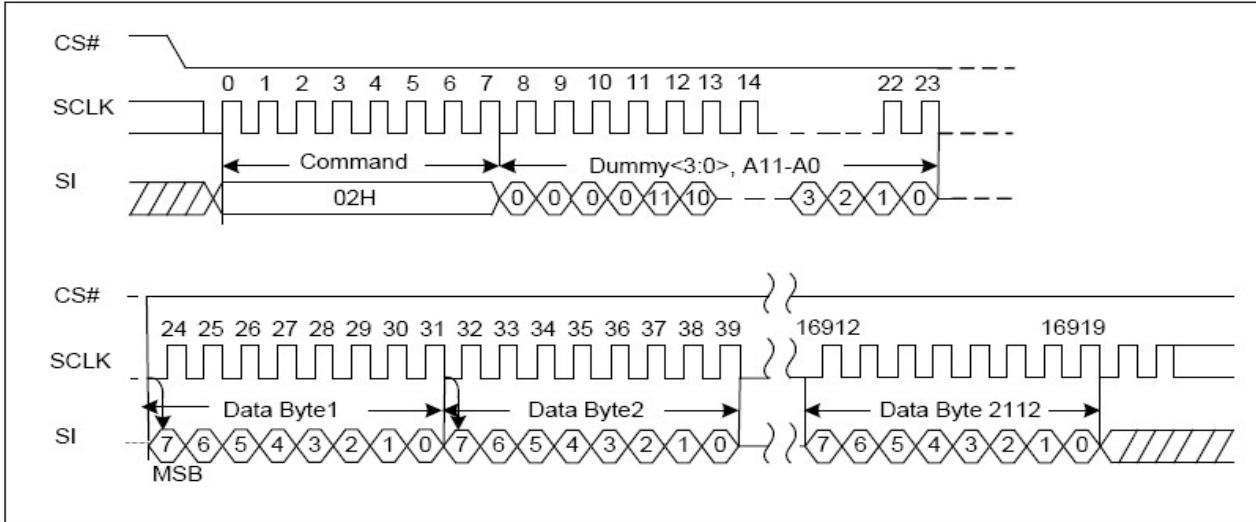 CS#
0 1 2 3 4 5 6 7 8 9 10 11 12 13 14 22 23
SCLK
Command Dummy<3:0>, A11-A0
SI
02H 0 0 0 0 11 10 3 2 1 0
CS#
24 25 26 27 28 29 30 31 32 33 34 35 36 37 38 39 16912 16919
SCLK
Data Byte1 Data Byte2 Data Byte 2112
SI 7 6 5 4 3 2 1 0 7 6 5 4 3 2 1 0 7 6 5 4 3 2 1 0
MSB